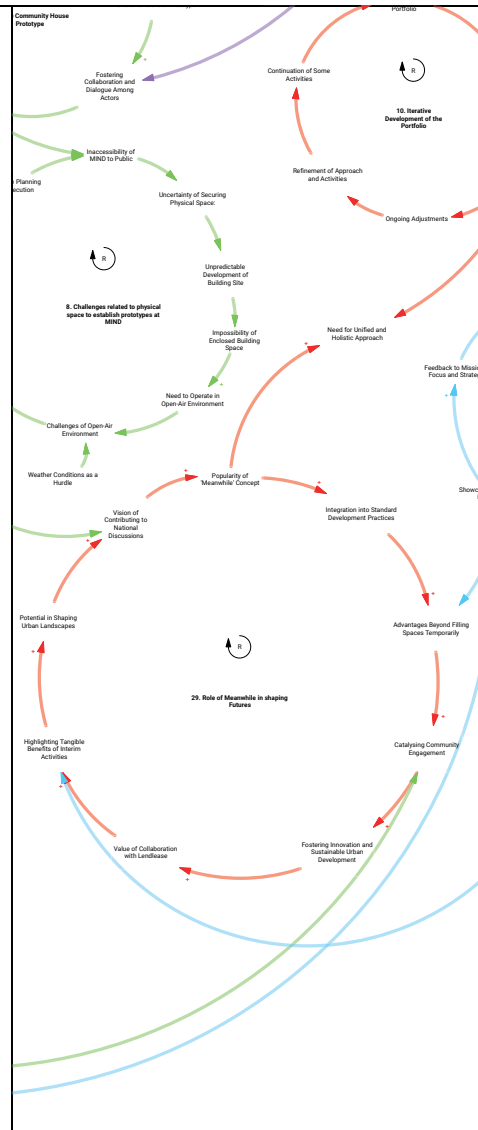 Community House
Prototype
Portfolio
Fostering
Collaboration and
Dialogue Among
Actors
Continuation of Some
Activities
R
10. Iterative
Development of the
Portfolio
Inaccessibility of
MIND to Public
Planning
Refinement of Approach
and Activities
Uncertainty of Securing
Physical Space:
Ongoing Adjustments
R
Unpredictable
Development of
Building Site
8. Challenges related to physical
space to establish prototypes at
MIND
Impossibility of
Enclosed Building
Space
Need for Unified and
Holistic Approach
Feedback to
Focus and
Need to Operate in
Open-Air Environment
Challenges of Open-Air
Environment
Weather Conditions as a
Hurdle
Popularity of
'Meanwhile' Concept
Vision of
Contributing to
National
Discussions
Integration into Standard
Development Practices
Potential in Shaping
Urban Landscapes
Advantages Beyond Filling
Spaces Temporarily
R
29. Role of Meanwhile in shaping
Futures
Highlighting Tangible
Benefits of Interim
Activities
Catalysing Community
Engagement
Value of Collaboration
with Lendlease
Fostering Innovation and
Sustainable Urban
Development